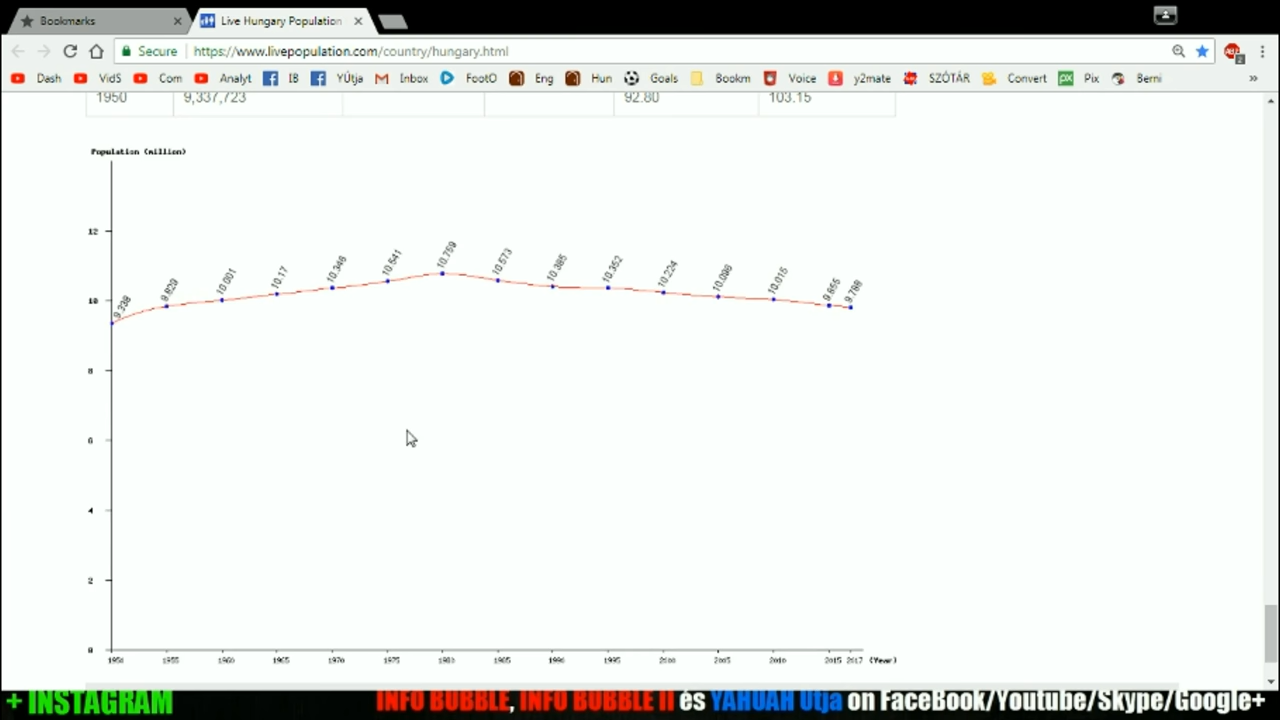 Bookmarks
Live Hungary Population
Secure https://www.livepopulation.com/country/hungary.html
Dash VidS Com Analyt IB YÚtja Inbox FootO Eng Hun Goals Bookm Voice y2mate SZÓTÁR Convert Pix Berni »
1950 9,337,723 92.80 103.15
Population (million)
12
10
8
6
4
2
0
9.338 9.829 10.001 10.17 10.346 10.541 10.759 10.573 10.385 10.352 10.224 10.096 10.015 9.855 9.788
1950 1955 1960 1965 1970 1975 1980 1985 1990 1995 2000 2005 2010 2015 2017 (Year)
+ INSTAGRAM INFO BUBBLE, INFO BUBBLE II és YAHUAH Útja on FaceBook/Youtube/Skype/Google+